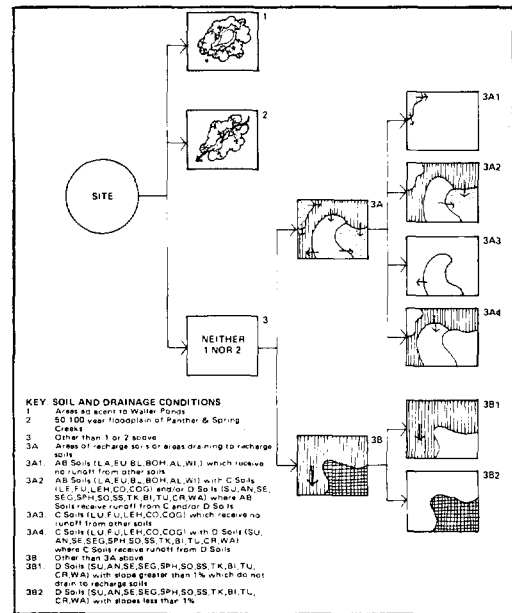 1
2
SITE
3
NEITHER
1 NOR 2
3A
3A1
3A2
3A3
3A4
3B
3B1
3B2
KEY: SOIL AND DRAINAGE CONDITIONS
1 Areas adjacent to Waller Ponds
2 50-100 year floodplain of Panther & Spring
Creeks
3 Other than 1 or 2 above
3A Areas of recharge soils or areas draining to recharge
soils
3A1. AB Soils (LA,EU,BL,BOH,AL,WI,) which receive
no runoff from other soils
3A2 AB Soils (LA,EU,BL,BOH,AL,WI) with C Soils
(LE,FU,LEH,CO,COG) and/or D Soils (SU,AN,SE,
SEG,SPH,SO,SS,TK,BI,TU,CR,WA) where AB
Soils receive runoff from C and/or D Soils
3A3. C Soils (LU,FU,LEH,CO,COG) which receive no
runoff from other soils
3A4. C Soils (LU,FU,LEH,CO,COG) with D Soils (SU,
AN,SE,SEG,SPH,SO,SS,TK,BI,TU,CR,WA)
where C Soils receive runoff from D Soils
3B Other than 3A above
3B1. D Soils (SU,AN,SE,SEG,SPH,SO,SS,TK,BI,TU,
CR,WA) with slope greater than 1% which do not
drain to recharge soils
3B2 D Soils (SU,AN,SE,SEG,SPH,SO,SS,TK,BI,TU,
CR,WA) with slopes less than 1%